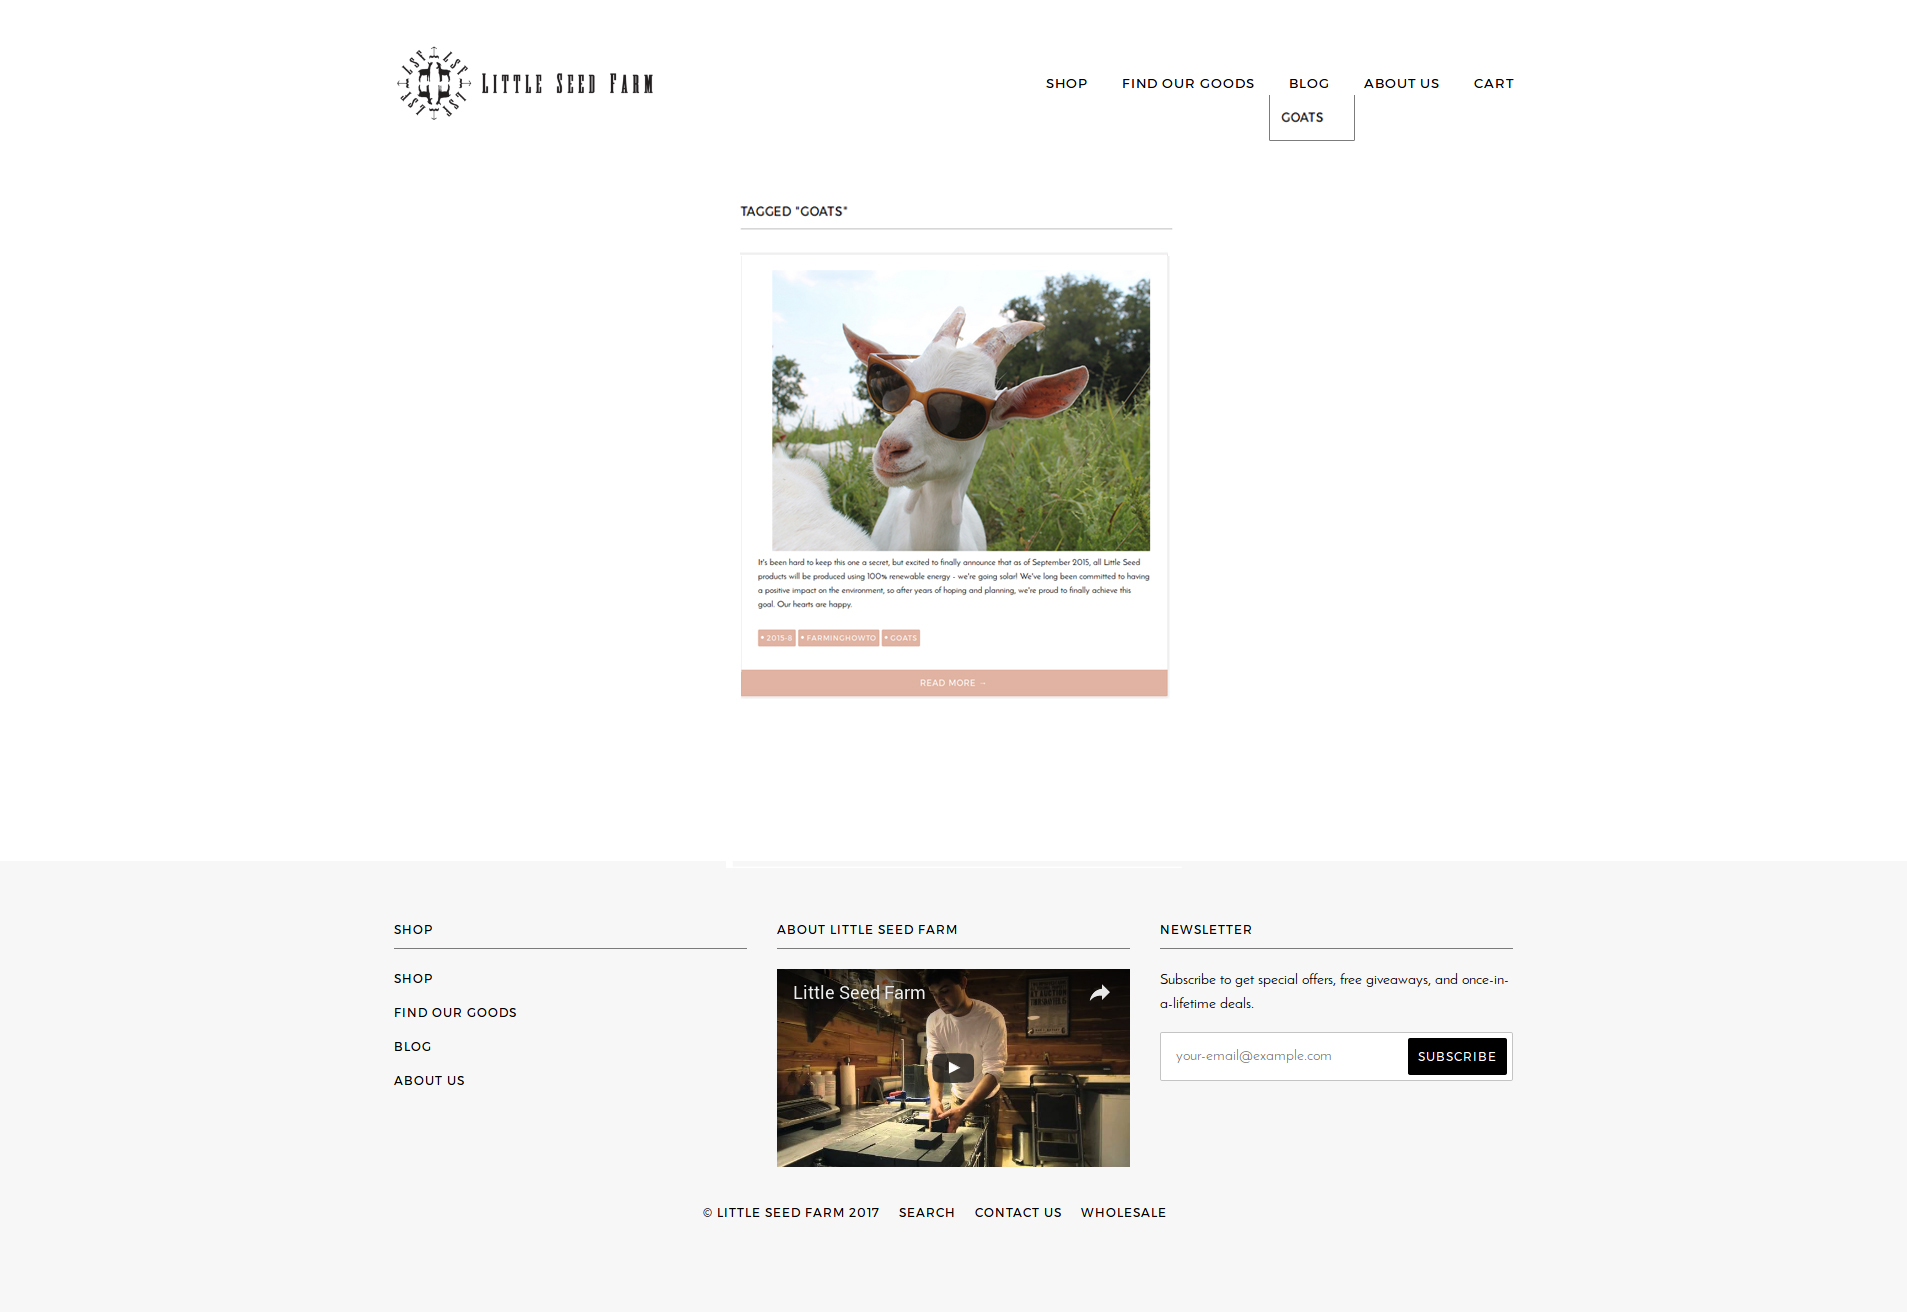 LSF LSF LSF LSF
LITTLE SEED FARM
SHOP FIND OUR GOODS BLOG ABOUT US CART
GOATS
TAGGED "GOATS"
It's been hard to keep this one a secret, but excited to finally announce that as of September 2015, all Little Seed
products will be produced using 100% renewable energy - we're going solar! We've long been committed to having
a positive impact on the environment, so after years of hoping and planning, we're proud to finally achieve this
goal. Our hearts are happy.
• 2015-8 • FARMINGHOWTO • GOATS
READ MORE →
SHOP
SHOP
FIND OUR GOODS
BLOG
ABOUT US
ABOUT LITTLE SEED FARM
Little Seed Farm
NEWSLETTER
Subscribe to get special offers, free giveaways, and once-in-
a-lifetime deals.
your-email@example.com SUBSCRIBE
© LITTLE SEED FARM 2017 SEARCH CONTACT US WHOLESALE